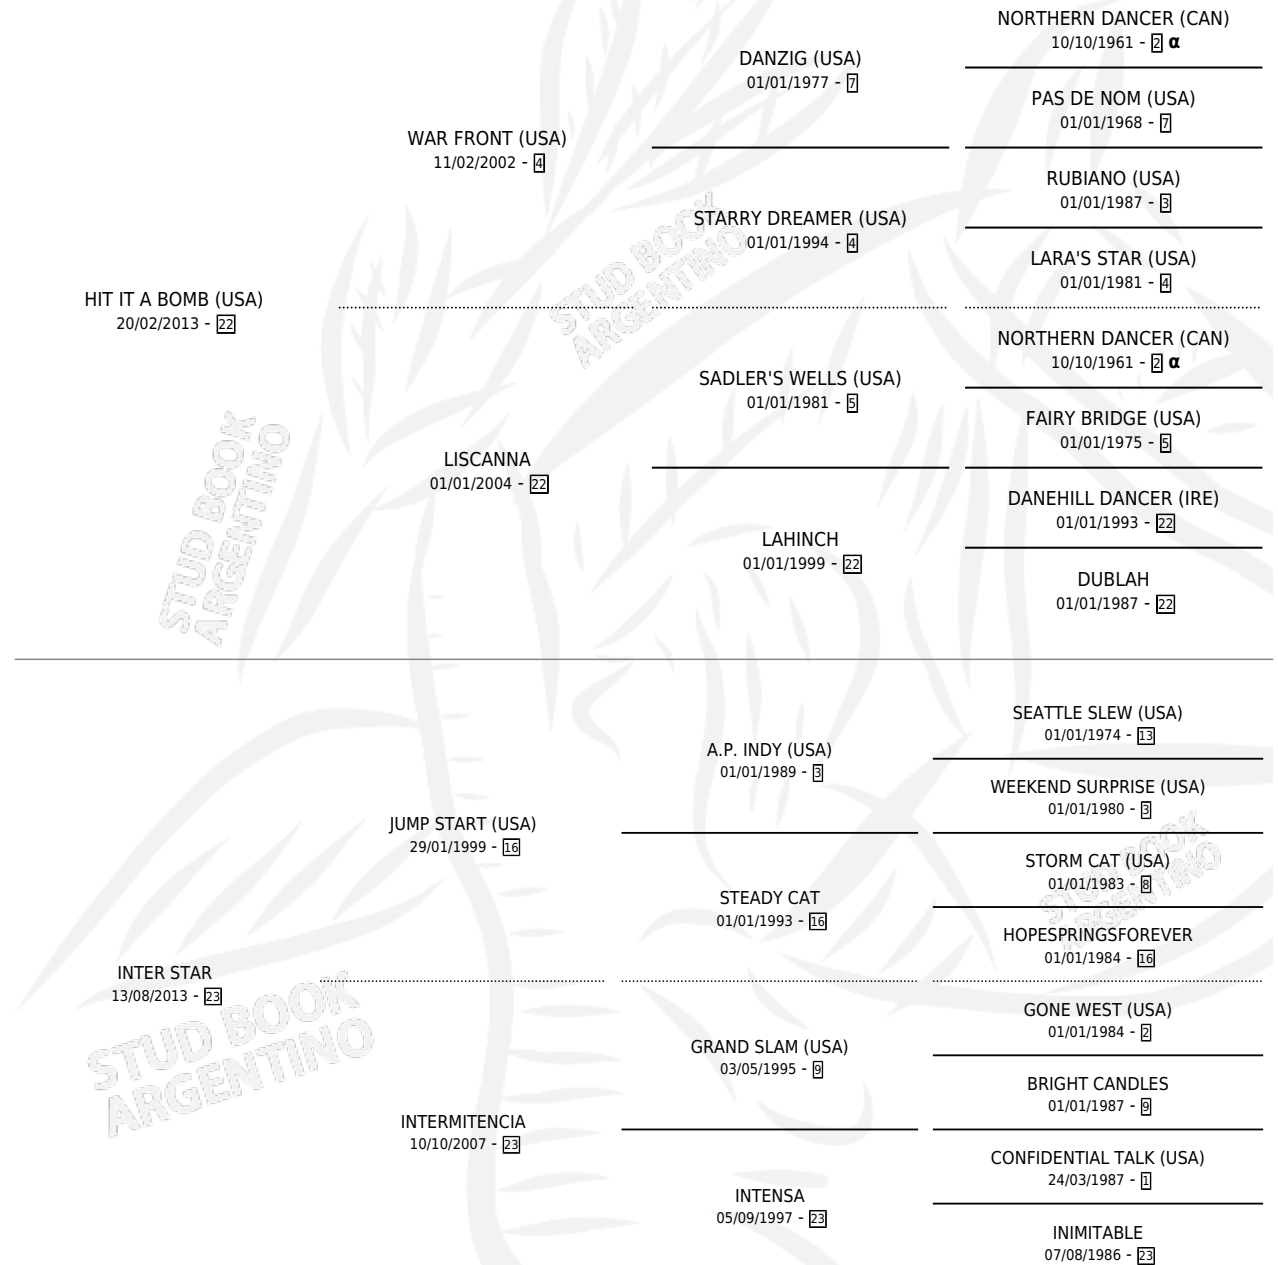 NORTHERN DANCER (CAN)
10/10/1961 - 2 α
DANZIG (USA)
01/01/1977 - 7
PAS DE NOM (USA)
01/01/1968 - 7
WAR FRONT (USA)
11/02/2002 - 4
RUBIANO (USA)
01/01/1987 - 3
STARRY DREAMER (USA)
01/01/1994 - 4
LARA'S STAR (USA)
01/01/1981 - 4
HIT IT A BOMB (USA)
20/02/2013 - 22
NORTHERN DANCER (CAN)
10/10/1961 - 2 α
SADLER'S WELLS (USA)
01/01/1981 - 5
FAIRY BRIDGE (USA)
01/01/1975 - 5
LISCANNA
01/01/2004 - 22
DANEHILL DANCER (IRE)
01/01/1993 - 22
LAHINCH
01/01/1999 - 22
DUBLAH
01/01/1987 - 22
SEATTLE SLEW (USA)
01/01/1974 - 13
A.P. INDY (USA)
01/01/1989 - 3
WEEKEND SURPRISE (USA)
01/01/1980 - 3
JUMP START (USA)
29/01/1999 - 16
STORM CAT (USA)
01/01/1983 - 8
STEADY CAT
01/01/1993 - 16
HOPESPRINGSFOREVER
01/01/1984 - 16
INTER STAR
13/08/2013 - 23
GONE WEST (USA)
01/01/1984 - 2
GRAND SLAM (USA)
03/05/1995 - 9
BRIGHT CANDLES
01/01/1987 - 9
INTERMITENCIA
10/10/2007 - 23
CONFIDENTIAL TALK (USA)
24/03/1987 - 1
INTENSA
05/09/1997 - 23
INIMITABLE
07/08/1986 - 23
STUD BOOK
ARGENTINO
STUD BOOK
ARGENTINO
STUD BOOK
ARGENTINO
STUD BOOK
ARGENTINO